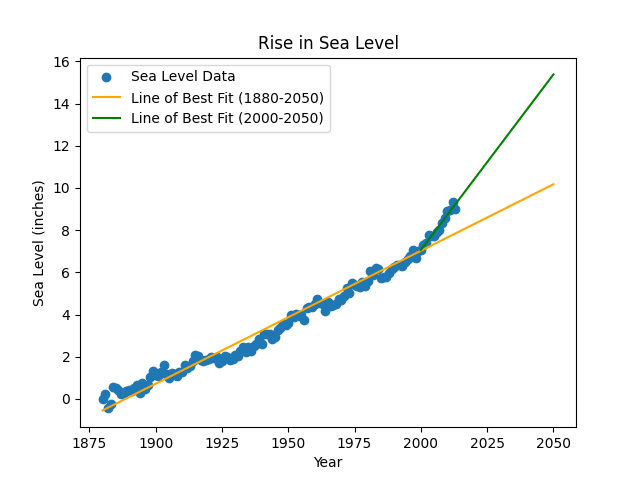 Rise in Sea Level
Sea Level Data
Line of Best Fit (1880-2050)
Line of Best Fit (2000-2050)
Sea Level (inches)
16
14
12
10
8
6
4
2
0
1875 1900 1925 1950 1975 2000 2025 2050
Year